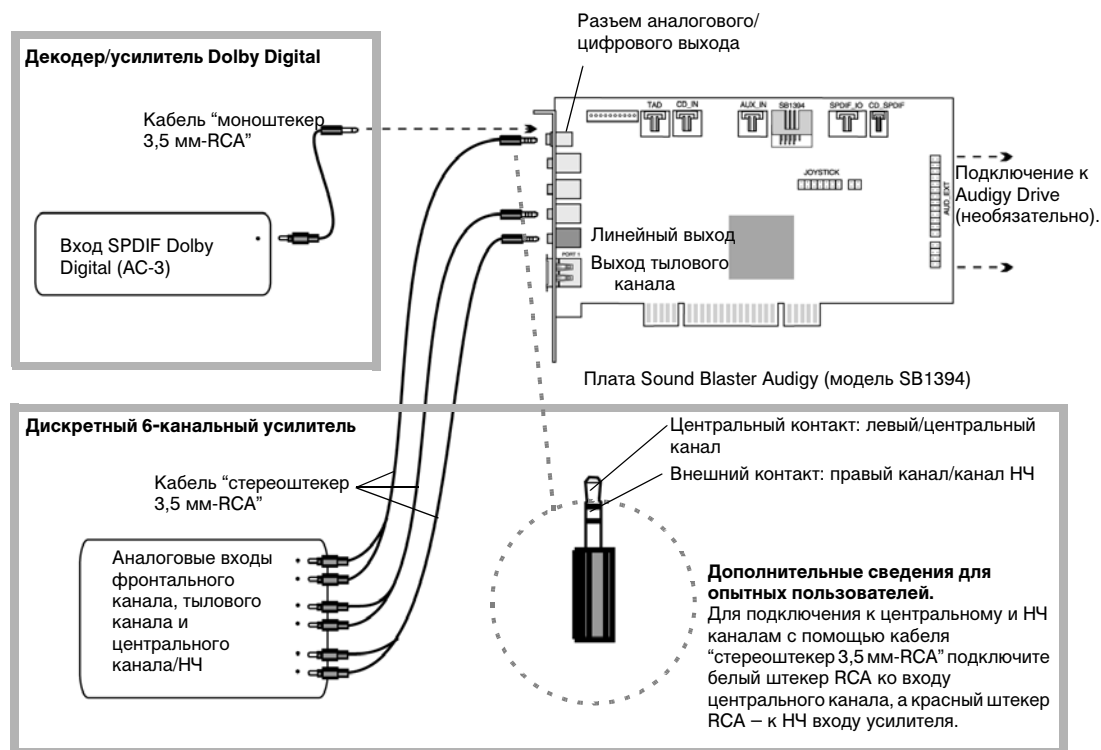 Разъем аналогового/
цифрового выхода
Декодер/усилитель Dolby Digital
Кабель “моноштекер
3,5 мм-RCA”
TAD
CD_IN
AUX_IN
SB1394
SPDIF_IO
CD_SPDIF
JOYSTICK
AUD_EXT
Подключение к
Audigy Drive
(необязательно).
Вход SPDIF Dolby
Digital (AC-3)
Линейный выход
PORT 1
Выход тылового
канала
Плата Sound Blaster Audigy (модель SB1394)
Дискретный 6-канальный усилитель
Центральный контакт: левый/центральный
канал
Внешний контакт: правый канал/канал НЧ
Кабель “стереоштекер
3,5 мм-RCA”
Аналоговые входы
фронтального
канала, тылового
канала и
центрального
канала/НЧ
Дополнительные сведения для
опытных пользователей.
Для подключения к центральному и НЧ
каналам с помощью кабеля
“стереоштекер 3,5 мм-RCA” подключите
белый штекер RCA ко входу
центрального канала, а красный штекер
RCA – к НЧ входу усилителя.